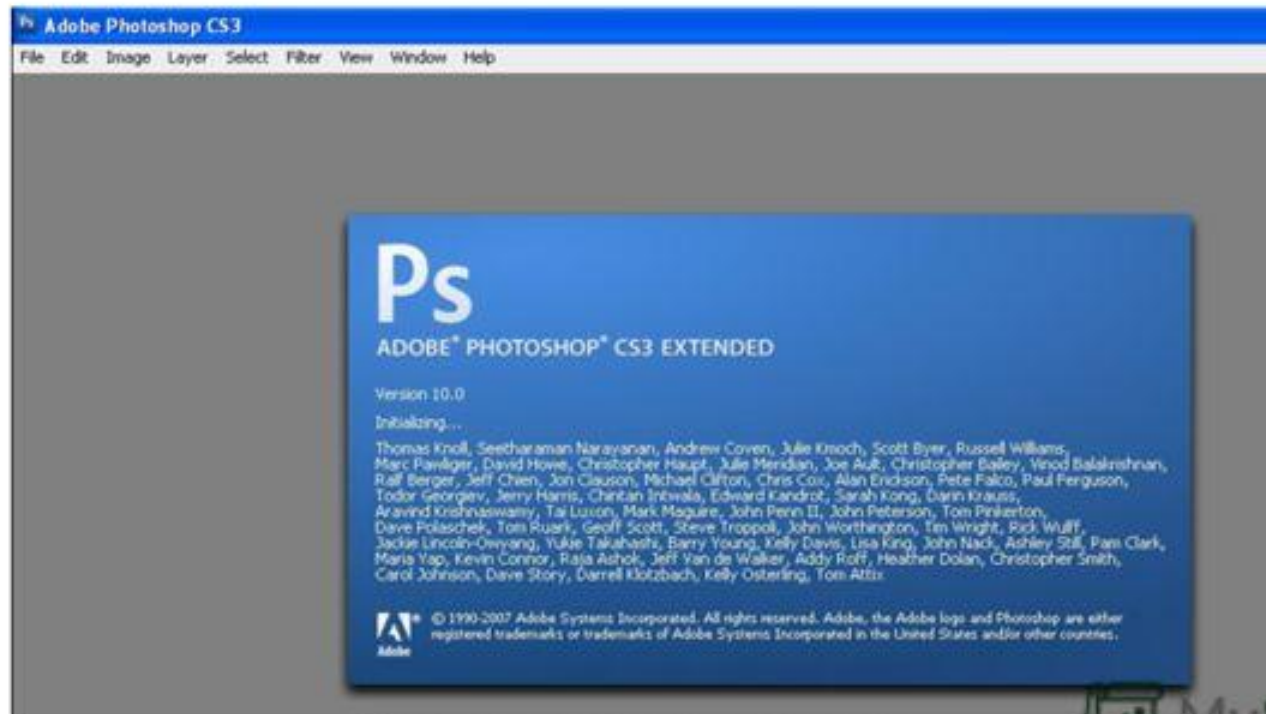 Ps Adobe Photoshop CS3
File Edit Image Layer Select Filter View Window Help
Ps
ADOBE® PHOTOSHOP® CS3 EXTENDED
Version 10.0
Initializing...
Thomas Knoll, Seetharaman Narayanan, Andrew Coven, Julie Kmoch, Scott Byer, Russell Williams,
Marc Pawliger, David Howe, Christopher Haupt, Julie Meridian, Joe Ault, Christopher Bailey, Vinod Balakrishnan,
Ralf Berger, Jeff Chien, Jon Clauson, Michael Clifton, Chris Cox, Alan Erickson, Pete Falco, Paul Ferguson,
Todor Georgiev, Jerry Harris, Chintan Intwala, Edward Kandrot, Sarah Kong, Darin Krauss,
Aravind Krishnaswamy, Tai Luxon, Mark Maguire, John Penn II, John Peterson, Tom Pinkerton,
Dave Polaschek, Tom Ruark, Geoff Scott, Steve Troppoli, John Worthington, Tim Wright, Rick Wulff,
Jackie Lincoln-Owyang, Yukie Takahashi, Barry Young, Kelly Davis, Lisa King, John Nack, Ashley Still, Pam Clark,
Maria Yap, Kevin Connor, Raja Ashok, Jeff Van de Walker, Addy Roff, Heather Dolan, Christopher Smith,
Carol Johnson, Dave Story, Darrell Klotzbach, Kelly Osterling, Tom Attix
© 1990-2007 Adobe Systems Incorporated. All rights reserved. Adobe, the Adobe logo and Photoshop are either
registered trademarks or trademarks of Adobe Systems Incorporated in the United States and/or other countries.
Adobe